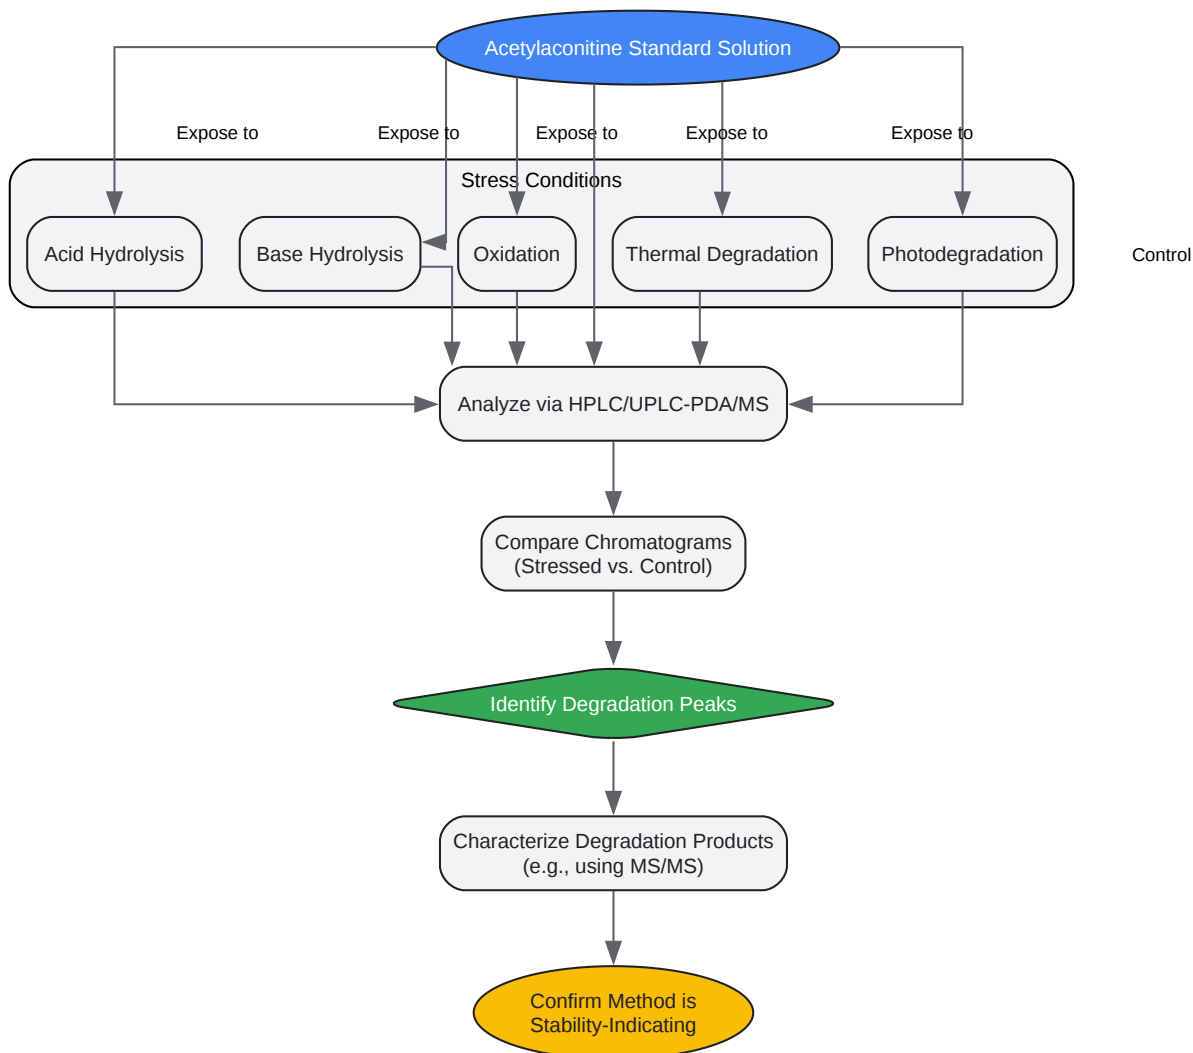 Acetylaconitine Standard Solution
Expose to
Expose to
Expose to
Expose to
Expose to
Stress Conditions
Acid Hydrolysis
Base Hydrolysis
Oxidation
Thermal Degradation
Photodegradation
Control
Analyze via HPLC/UPLC-PDA/MS
Compare Chromatograms
(Stressed vs. Control)
Identify Degradation Peaks
Characterize Degradation Products
(e.g., using MS/MS)
Confirm Method is
Stability-Indicating